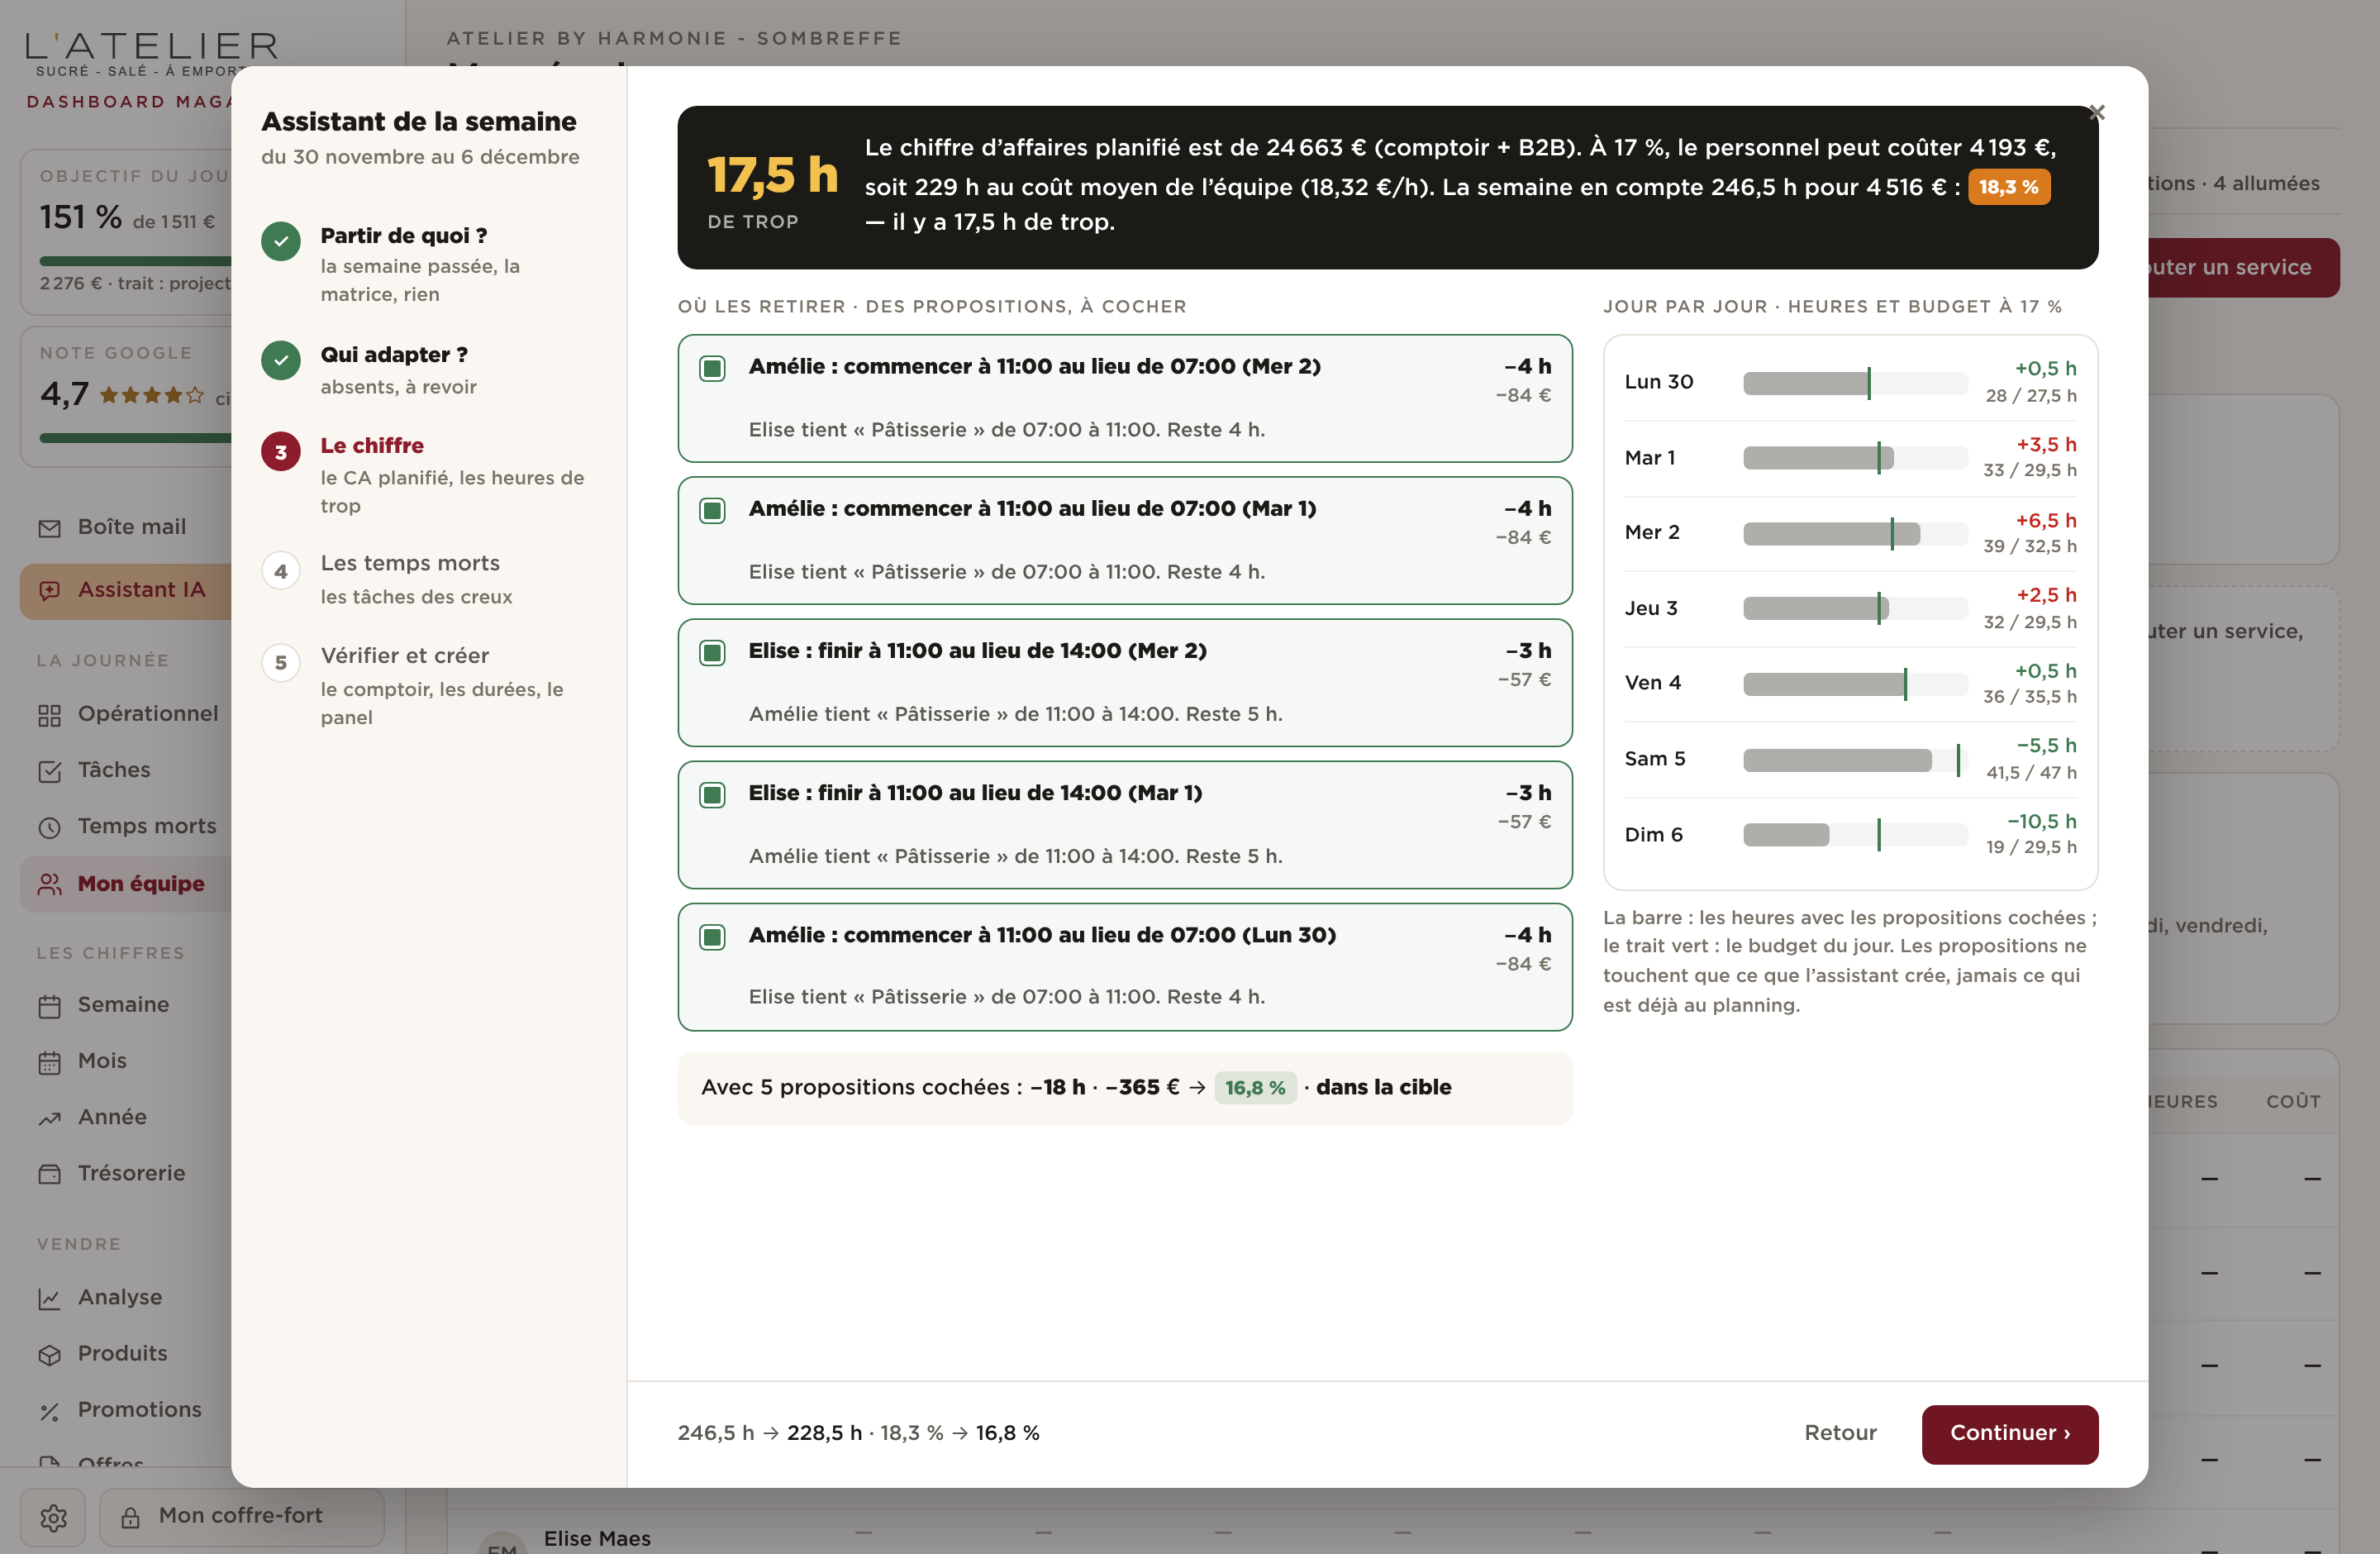 L'ATELIER
SUCRÉ - SALÉ - À EMPORT
DASHBOARD MAGA
OBJECTIF DU JOU
151 % de 1 511 €
2 276 € · trait : project
NOTE GOOGLE
4,7
Boîte mail
Assistant IA
LA JOURNÉE
Opérationnel
Tâches
Temps morts
Mon équipe
LES CHIFFRES
Semaine
Mois
Année
Trésorerie
VENDRE
Analyse
Produits
Promotions
Offres
Mon coffre-fort
ATELIER BY HARMONIE - SOMBREFFE
Assistant de la semaine
du 30 novembre au 6 décembre
Partir de quoi ?
la semaine passée, la
matrice, rien
Qui adapter ?
absents, à revoir
3
Le chiffre
le CA planifié, les heures de
trop
4
Les temps morts
les tâches des creux
5
Vérifier et créer
le comptoir, les durées, le
panel
17,5 h
DE TROP
Le chiffre d’affaires planifié est de 24 663 € (comptoir + B2B). À 17 %, le personnel peut coûter 4 193 €,
soit 229 h au coût moyen de l’équipe (18,32 €/h). La semaine en compte 246,5 h pour 4 516 € : 18,3 %
— il y a 17,5 h de trop.
×
OÙ LES RETIRER · DES PROPOSITIONS, À COCHER
Amélie : commencer à 11:00 au lieu de 07:00 (Mer 2)
−4 h
−84 €
Elise tient « Pâtisserie » de 07:00 à 11:00. Reste 4 h.
Amélie : commencer à 11:00 au lieu de 07:00 (Mar 1)
−4 h
−84 €
Elise tient « Pâtisserie » de 07:00 à 11:00. Reste 4 h.
Elise : finir à 11:00 au lieu de 14:00 (Mer 2)
−3 h
−57 €
Amélie tient « Pâtisserie » de 11:00 à 14:00. Reste 5 h.
Elise : finir à 11:00 au lieu de 14:00 (Mar 1)
−3 h
−57 €
Amélie tient « Pâtisserie » de 11:00 à 14:00. Reste 5 h.
Amélie : commencer à 11:00 au lieu de 07:00 (Lun 30)
−4 h
−84 €
Elise tient « Pâtisserie » de 07:00 à 11:00. Reste 4 h.
Avec 5 propositions cochées : −18 h · −365 € → 16,8 % · dans la cible
JOUR PAR JOUR · HEURES ET BUDGET À 17 %
Lun 30
+0,5 h
28 / 27,5 h
Mar 1
+3,5 h
33 / 29,5 h
Mer 2
+6,5 h
39 / 32,5 h
Jeu 3
+2,5 h
32 / 29,5 h
Ven 4
+0,5 h
36 / 35,5 h
Sam 5
−5,5 h
41,5 / 47 h
Dim 6
−10,5 h
19 / 29,5 h
La barre : les heures avec les propositions cochées ;
le trait vert : le budget du jour. Les propositions ne
touchent que ce que l’assistant crée, jamais ce qui
est déjà au planning.
246,5 h → 228,5 h · 18,3 % → 16,8 %
Retour
Continuer ›
tions · 4 allumées
outer un service
uter un service,
di, vendredi,
HEURES
COÛT
— —
— —
— —
— —
Elise Maes
— — — — — — — — —